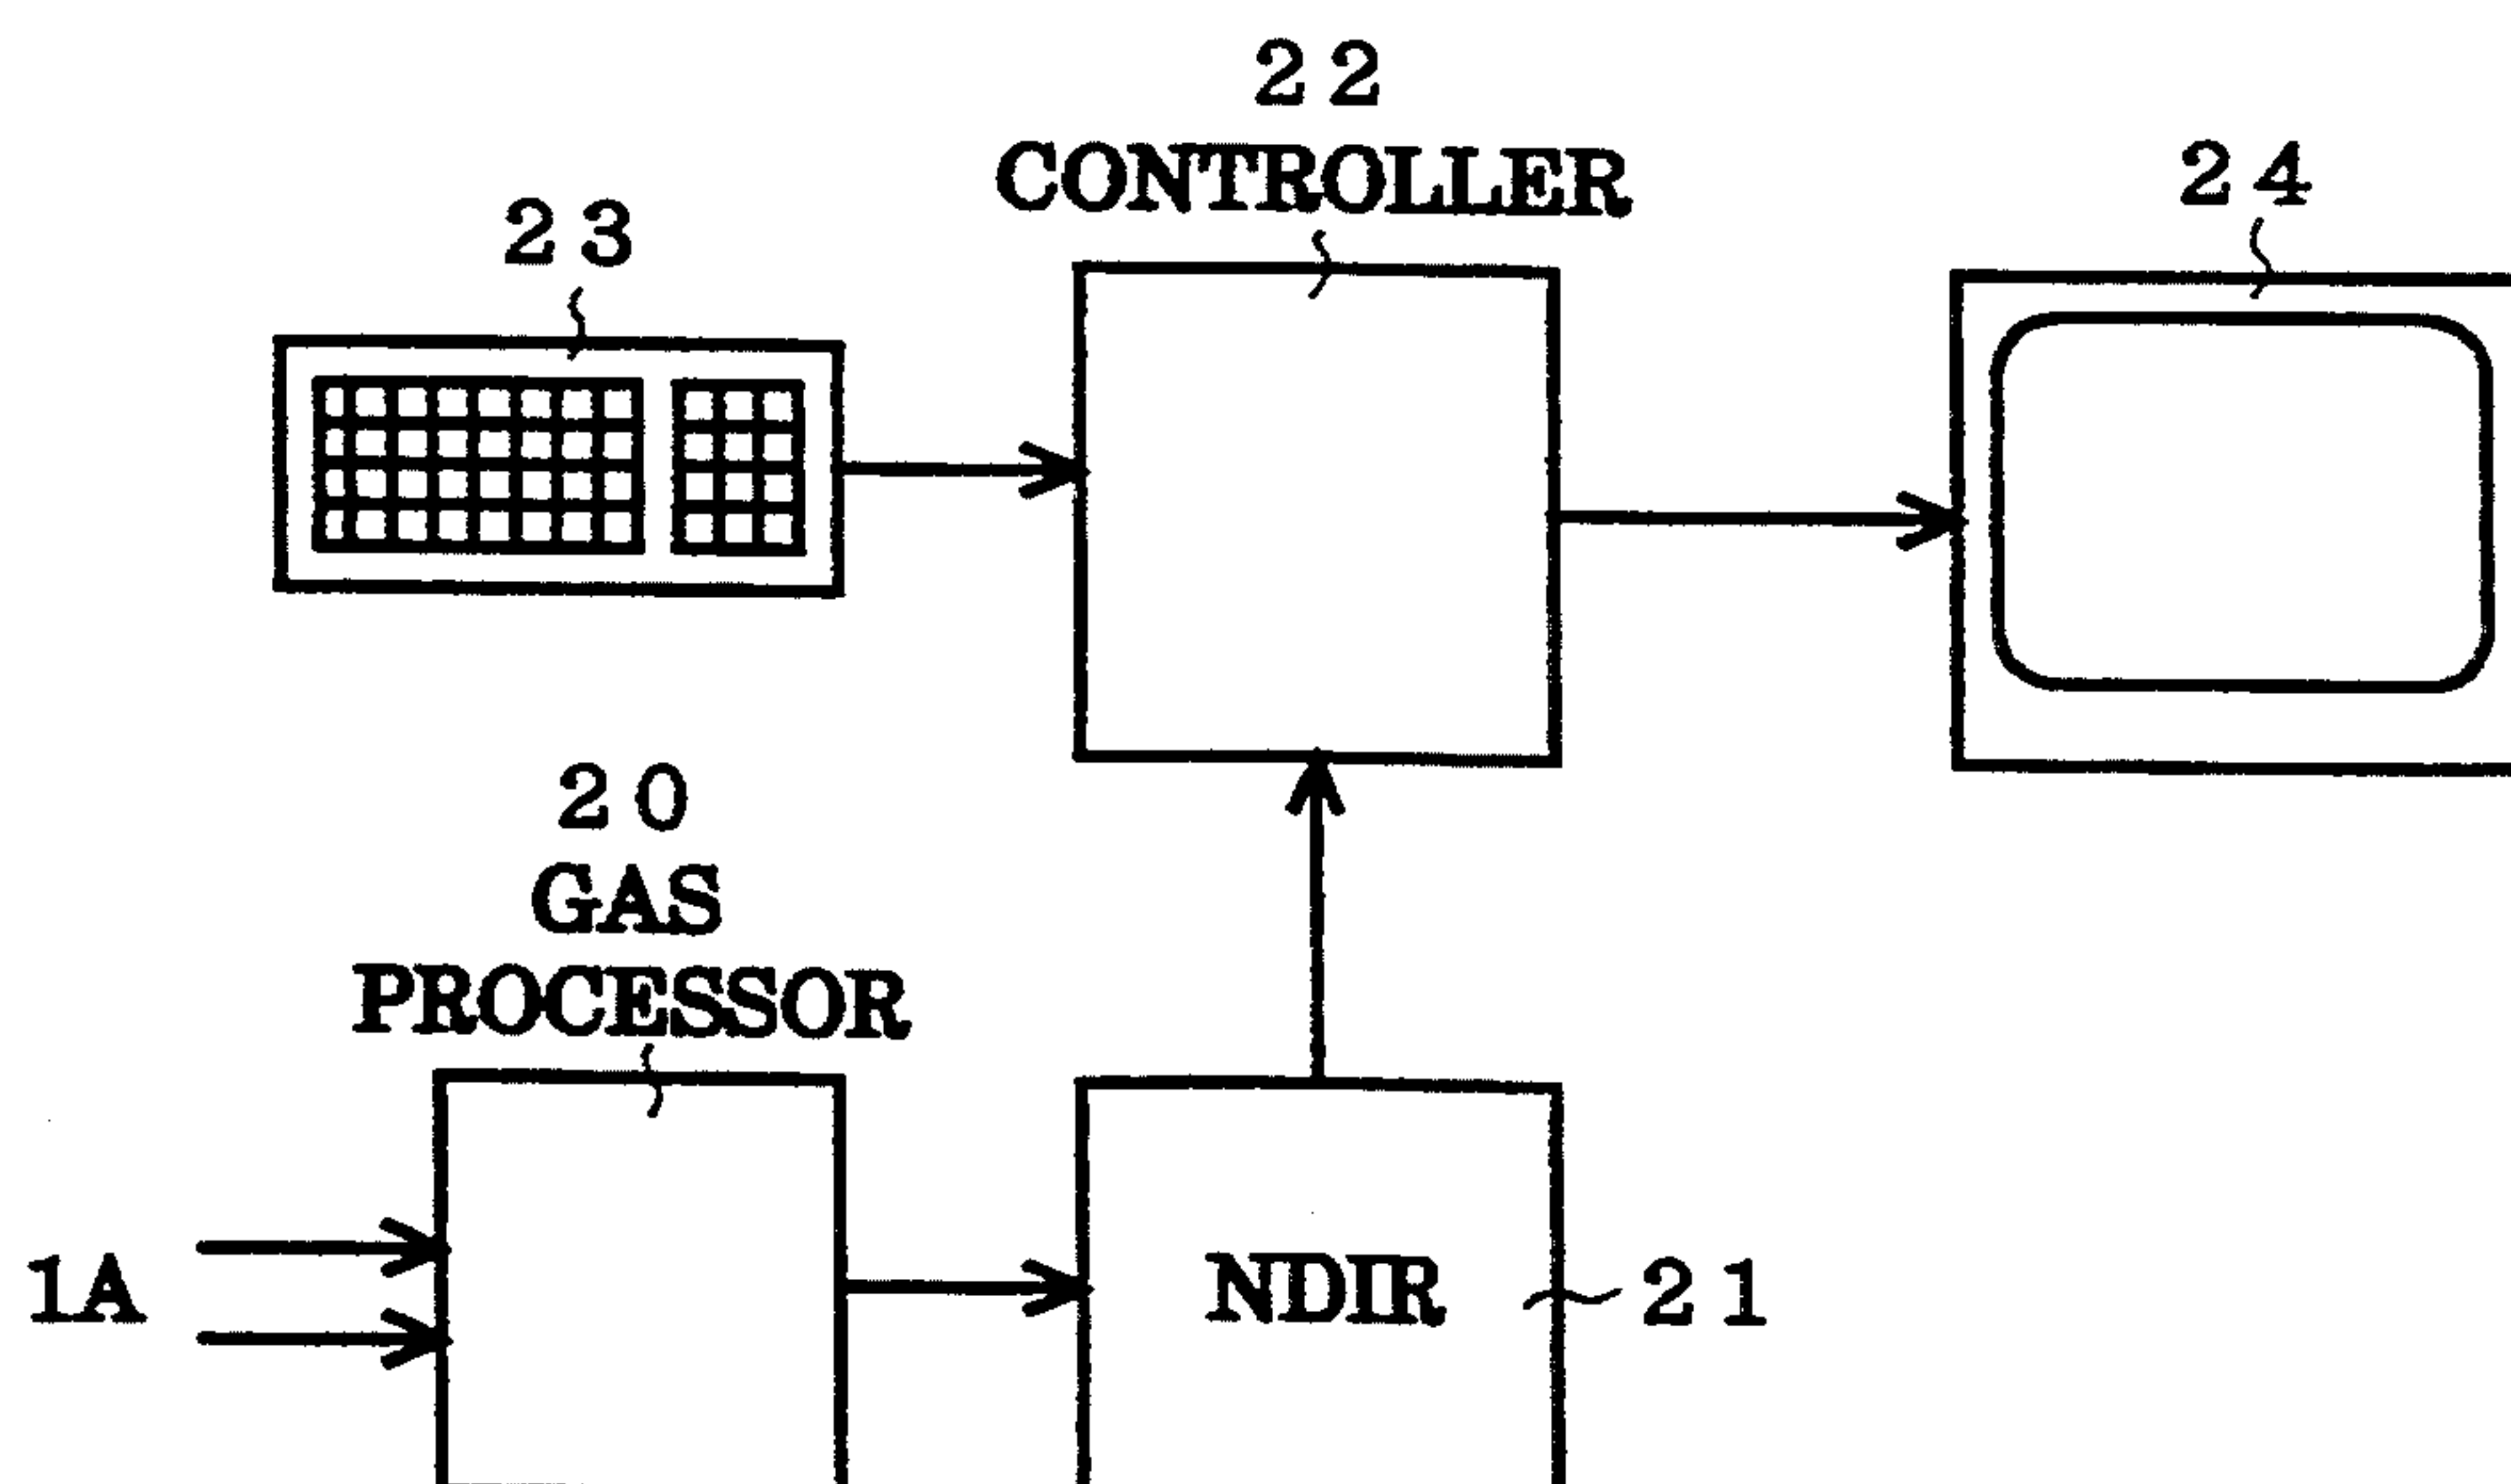 22
CONTROLLER
24
23
20
GAS
PROCESSOR
1A
NDIR
21